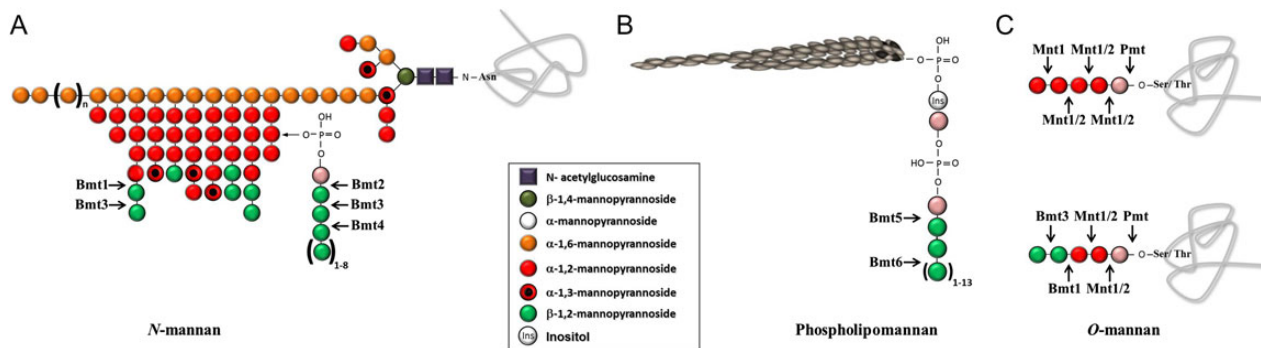 A
N–Asn
( )n
OH
O–P=O
O
Bmt1
Bmt3
Bmt2
Bmt3
Bmt4
( )1-8
N-mannan
N- acetylglucosamine
β-1,4-mannopyrannoside
α-mannopyrannoside
α-1,6-mannopyrannoside
α-1,2-mannopyrannoside
α-1,3-mannopyrannoside
β-1,2-mannopyrannoside
Ins Inositol
B
OH
O–P=O
O
Ins
O
HO–P=O
O
Bmt5
Bmt6
( )1-13
Phospholipomannan
C
Mnt1 Mnt1/2 Pmt
O–Ser/ Thr
Mnt1/2 Mnt1/2
Bmt3 Mnt1/2 Pmt
O–Ser/ Thr
Bmt1 Mnt1/2
O-mannan